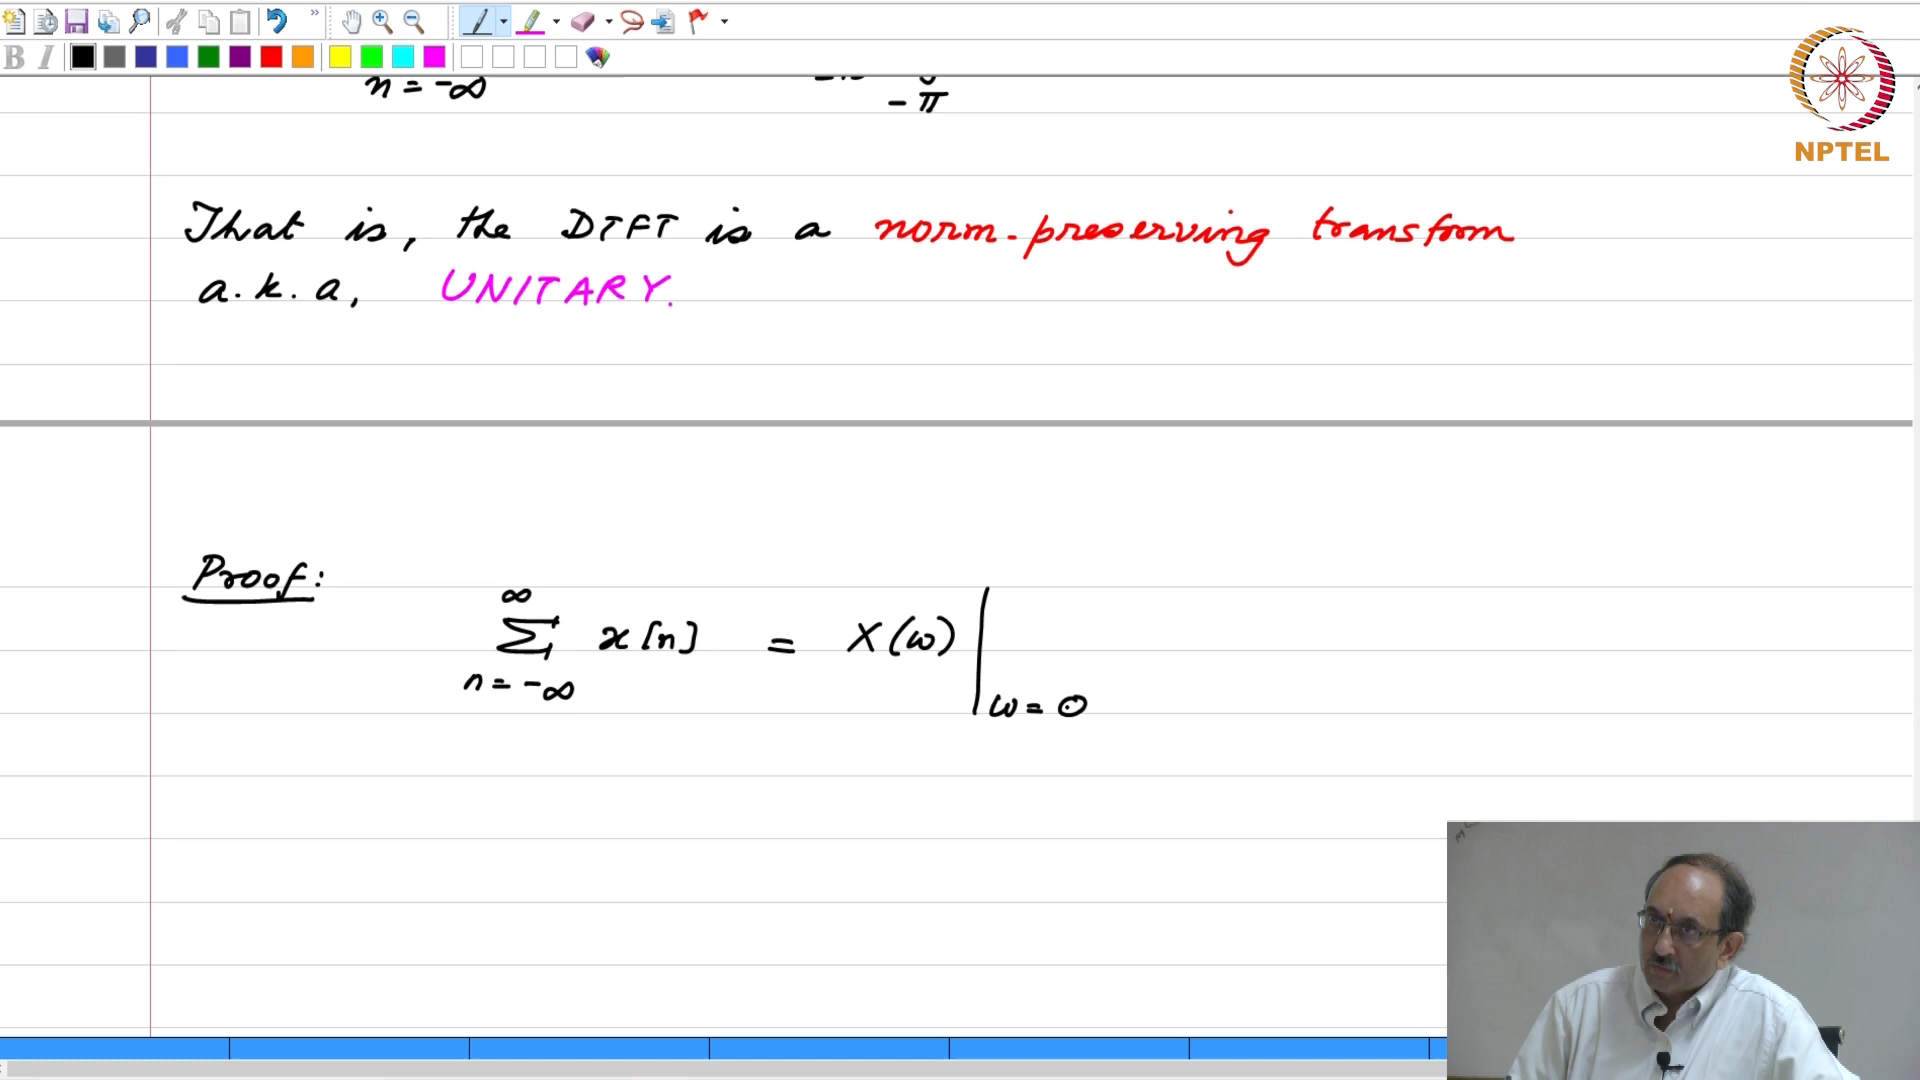 n = -∞
- π
NPTEL
That is, the DTFT is a norm-preserving transform
a.k.a, UNITARY.
Proof:
∞
∑ x[n] = X(ω) |
n = -∞
ω = 0